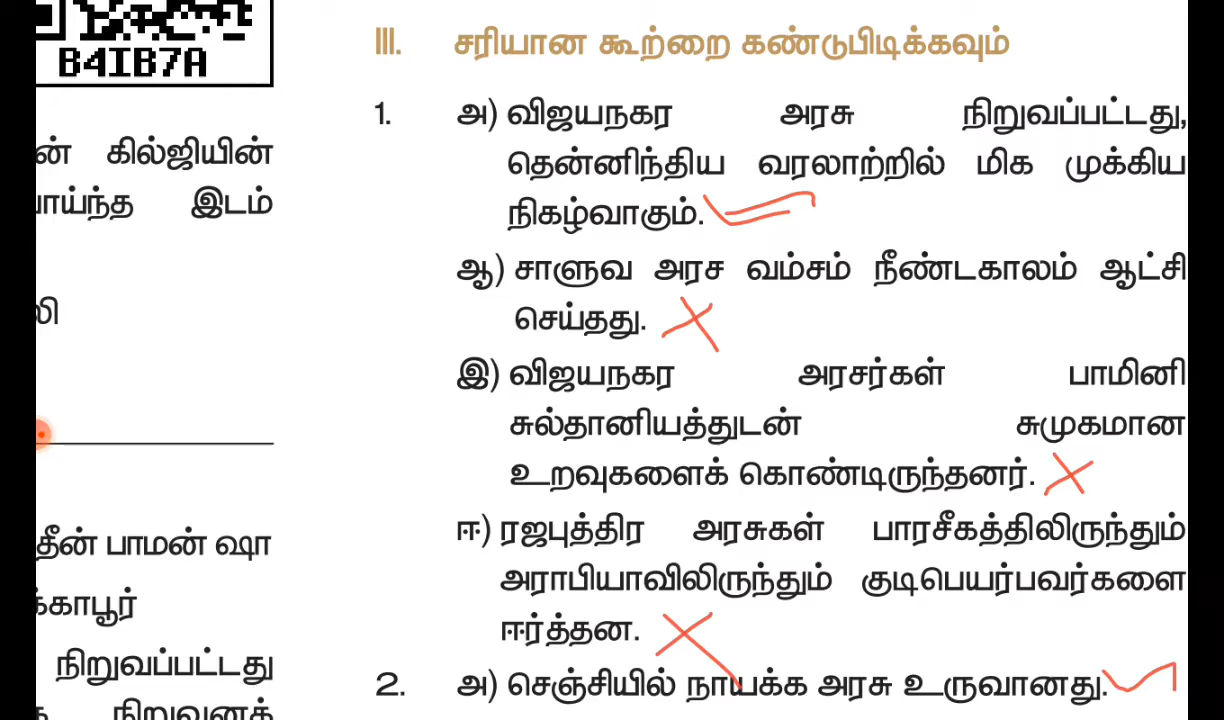 B4IB7A
ன் கில்ஜியின்
பாய்ந்த இடம்
லி
தீன் பாமன் ஷா
க்காபூர்
நிறுவப்பட்டது
நிறுவனக்
III. சரியான கூற்றை கண்டுபிடிக்கவும்
1. அ) விஜயநகர அரசு நிறுவப்பட்டது,
தென்னிந்திய வரலாற்றில் மிக முக்கிய
நிகழ்வாகும்.
ஆ) சாளுவ அரச வம்சம் நீண்டகாலம் ஆட்சி
செய்தது.
இ) விஜயநகர அரசர்கள் பாமினி
சுல்தானியத்துடன் சுமுகமான
உறவுகளைக் கொண்டிருந்தனர்.
ஈ) ரஜபுத்திர அரசுகள் பாரசீகத்திலிருந்தும்
அராபியாவிலிருந்தும் குடிபெயர்பவர்களை
ஈர்த்தன.
2. அ) செஞ்சியில் நாயக்க அரசு உருவானது.